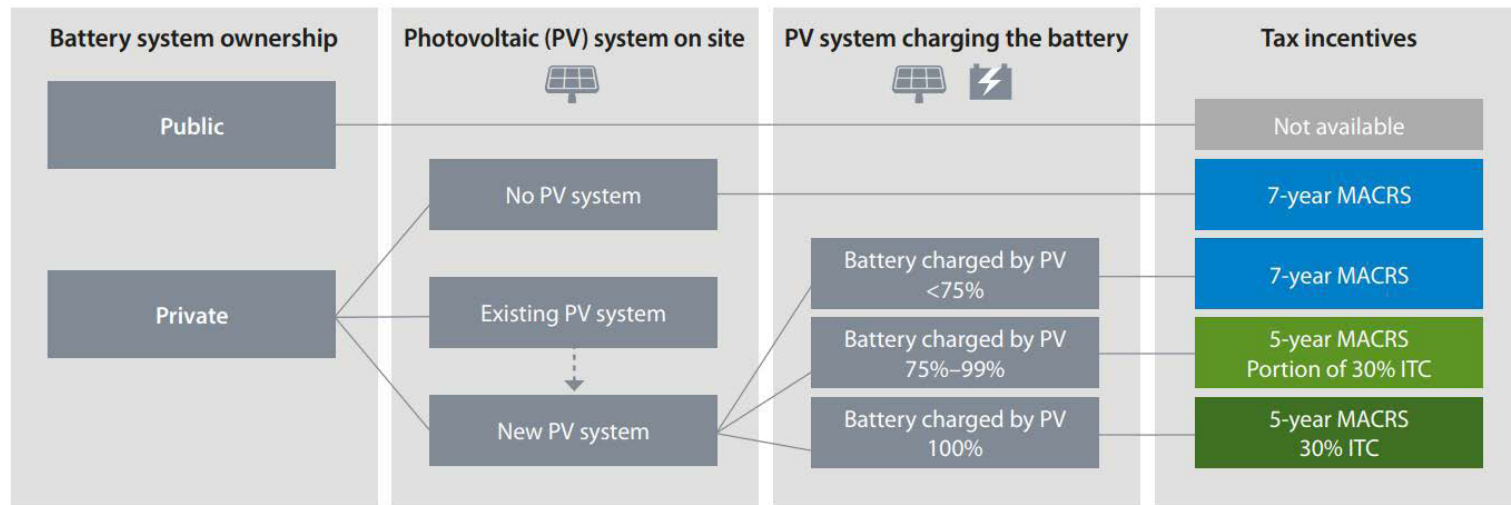 Battery system ownership
Photovoltaic (PV) system on site
PV system charging the battery
Tax incentives
Public
Not available
No PV system
7-year MACRS
Private
Existing PV system
New PV system
Battery charged by PV
<75%
7-year MACRS
Battery charged by PV
75%–99%
5-year MACRS
Portion of 30% ITC
Battery charged by PV
100%
5-year MACRS
30% ITC